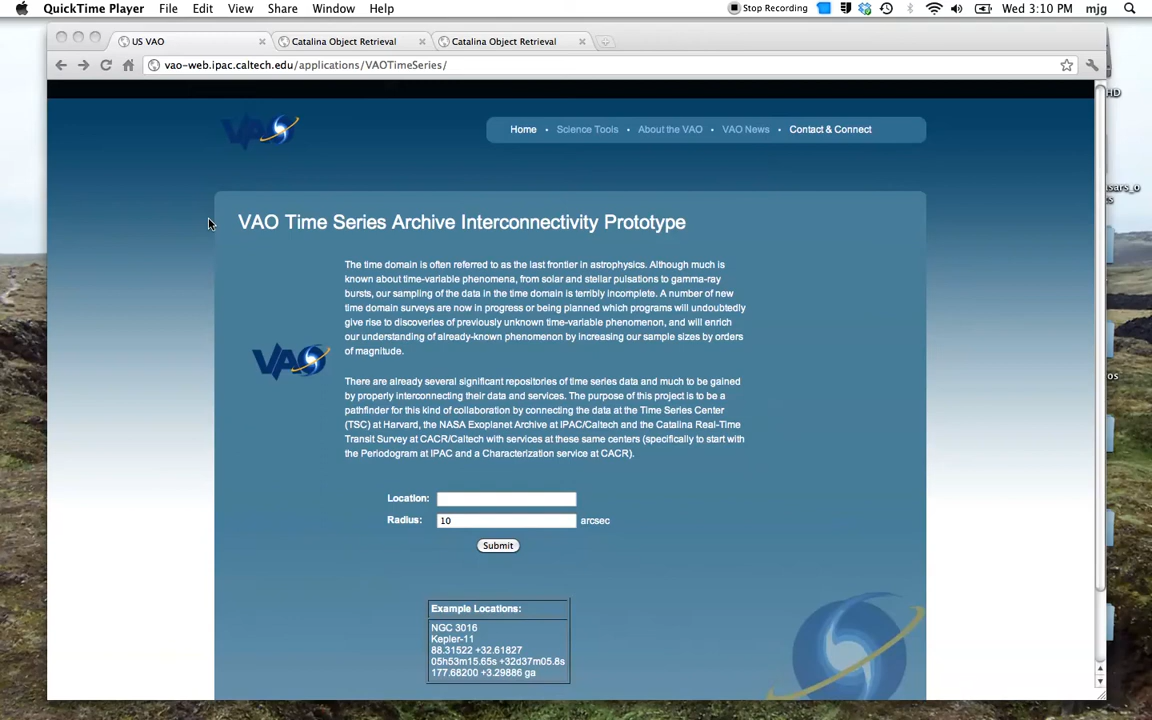 QuickTime Player File Edit View Share Window Help Stop Recording Wed 3:10 PM mjg
US VAO Catalina Object Retrieval Catalina Object Retrieval
vao-web.ipac.caltech.edu/applications/VAOTimeSeries/
HD
VAO Home • Science Tools • About the VAO • VAO News • Contact & Connect
VAO Time Series Archive Interconnectivity Prototype
The time domain is often referred to as the last frontier in astrophysics. Although much is
known about time-variable phenomena, from solar and stellar pulsations to gamma-ray
bursts, our sampling of the data in the time domain is terribly incomplete. A number of new
time domain surveys are now in progress or being planned which programs will undoubtedly
give rise to discoveries of previously unknown time-variable phenomenon, and will enrich
our understanding of already-known phenomenon by increasing our sample sizes by orders
of magnitude.
VAO
There are already several significant repositories of time series data and much to be gained
by properly interconnecting their data and services. The purpose of this project is to be a
pathfinder for this kind of collaboration by connecting the data at the Time Series Center
(TSC) at Harvard, the NASA Exoplanet Archive at IPAC/Caltech and the Catalina Real-Time
Transit Survey at CACR/Caltech with services at these same centers (specifically to start with
the Periodogram at IPAC and a Characterization service at CACR).
Location:
Radius: 10 arcsec
Submit
Example Locations:
NGC 3016
Kepler-11
88.31522 +32.61827
05h53m15.65s +32d37m05.8s
177.68200 +3.29886 ga